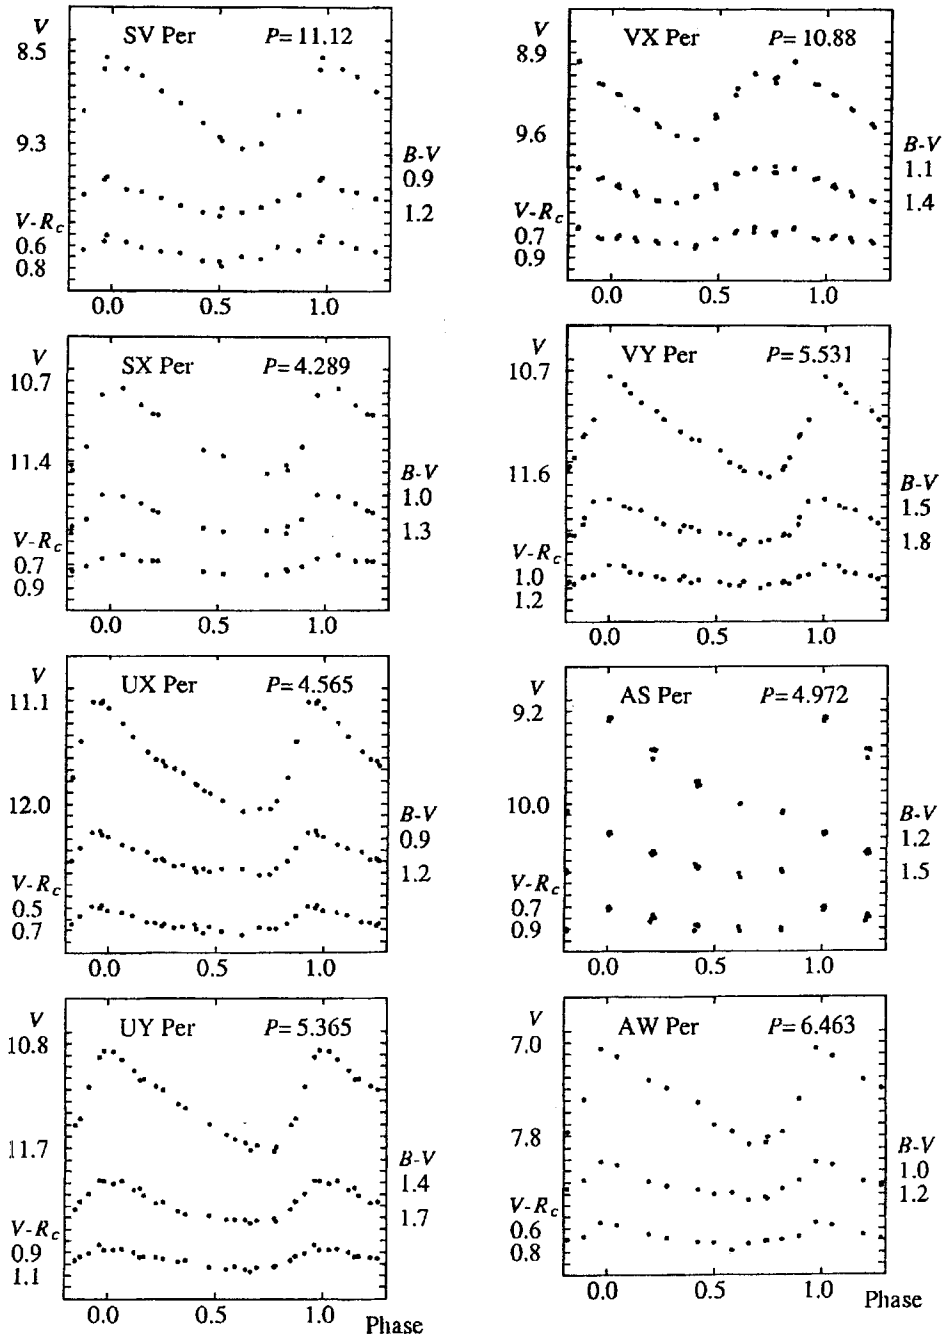 SV Per P= 11.12
V
8.5
9.3
B-V
0.9
1.2
V-Rc
0.6
0.8
0.0 0.5 1.0
VX Per P= 10.88
8.9
9.6
B-V
1.1
1.4
V-Rc
0.7
0.9
0.0 0.5 1.0
SX Per P= 4.289
V
10.7
11.4
B-V
1.0
1.3
V-Rc
0.7
0.9
0.0 0.5 1.0
VY Per P= 5.531
V
10.7
11.6
B-V
1.5
1.8
V-Rc
1.0
1.2
0.0 0.5 1.0
UX Per P= 4.565
V
11.1
12.0
B-V
0.9
1.2
V-Rc
0.5
0.7
0.0 0.5 1.0
AS Per P= 4.972
V
9.2
10.0
B-V
1.2
1.5
V-Rc
0.7
0.9
0.0 0.5 1.0
UY Per P= 5.365
V
10.8
11.7
B-V
1.4
1.7
V-Rc
0.9
1.1
0.0 0.5 1.0
Phase
AW Per P= 6.463
V
7.0
7.8
B-V
1.0
1.2
V-Rc
0.6
0.8
0.0 0.5 1.0
Phase